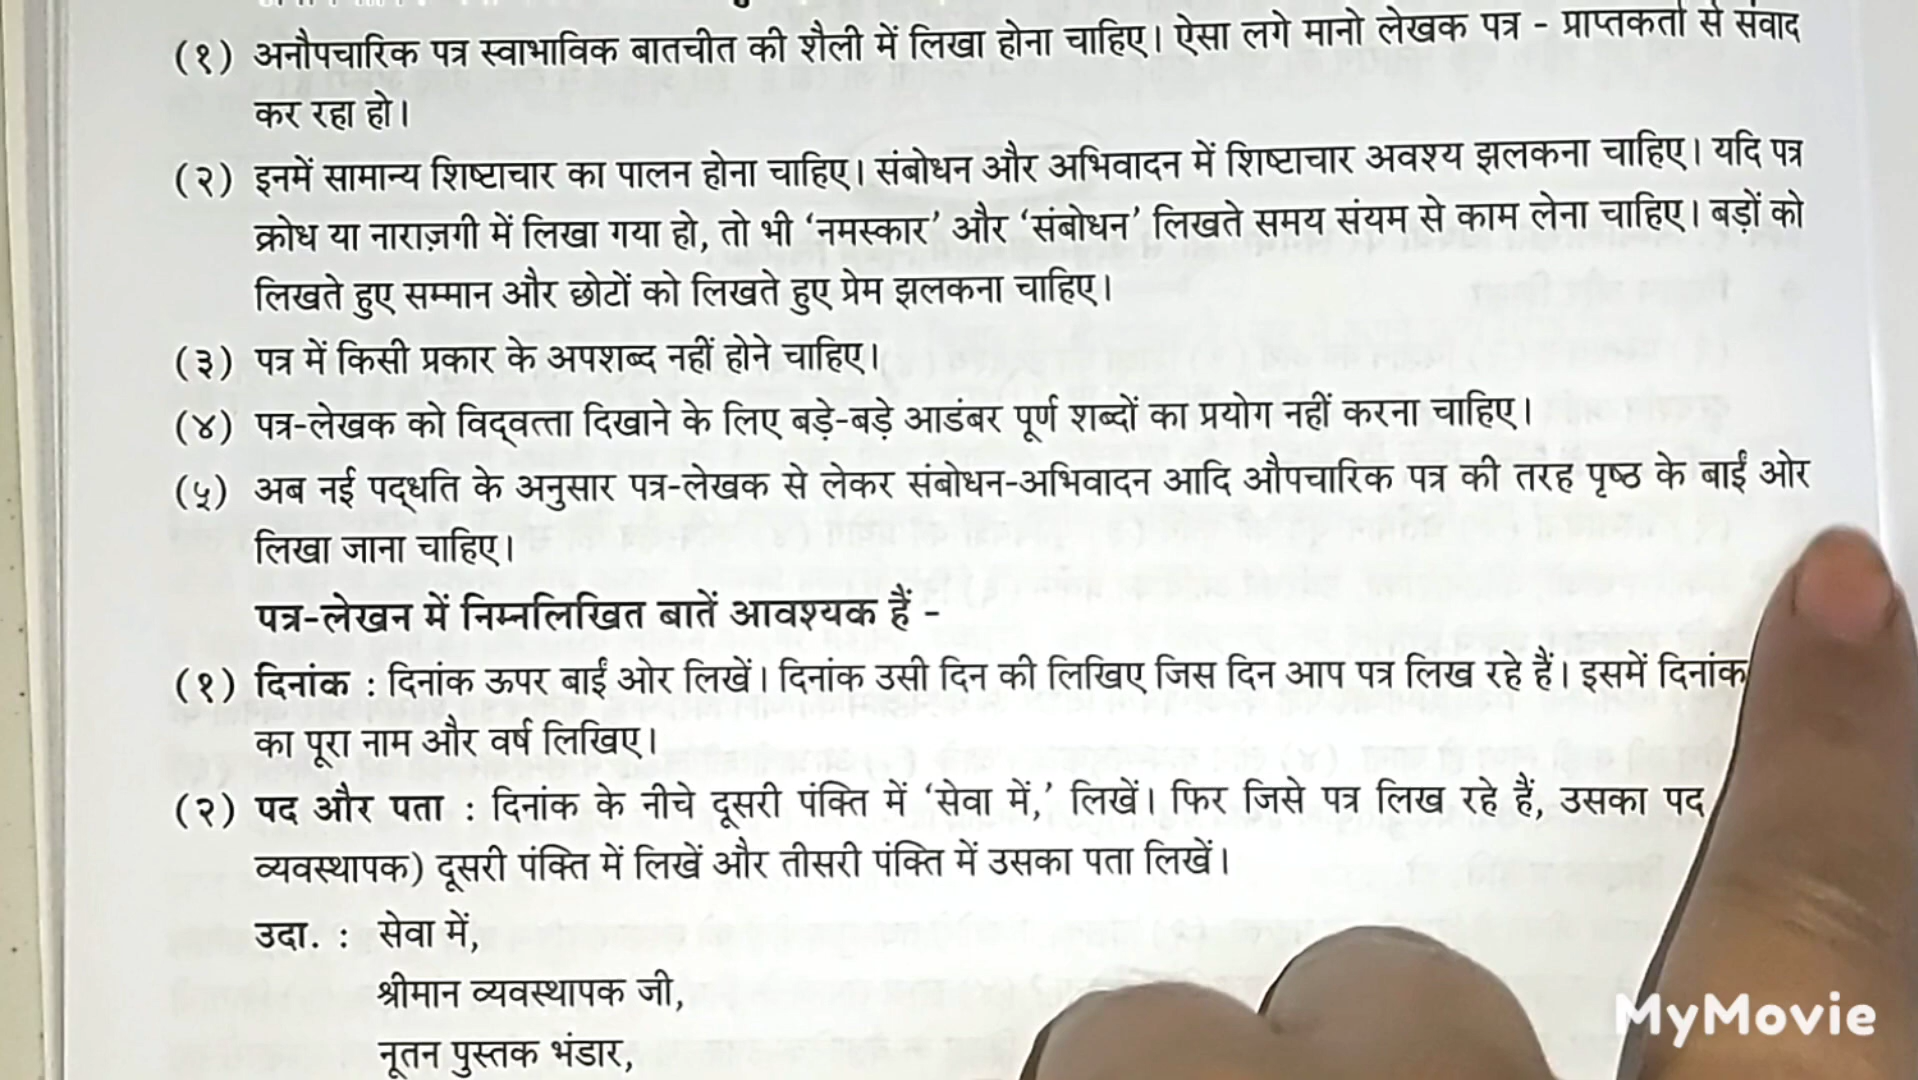 (१) अनौपचारिक पत्र स्वाभाविक बातचीत की शैली में लिखा होना चाहिए। ऐसा लगे मानो लेखक पत्र - प्राप्तकर्ता से संवाद
कर रहा हो।
(२) इनमें सामान्य शिष्टाचार का पालन होना चाहिए। संबोधन और अभिवादन में शिष्टाचार अवश्य झलकना चाहिए। यदि पत्र
क्रोध या नाराज़गी में लिखा गया हो, तो भी ‘नमस्कार’ और ‘संबोधन’ लिखते समय संयम से काम लेना चाहिए। बड़ों को
लिखते हुए सम्मान और छोटों को लिखते हुए प्रेम झलकना चाहिए।
(३) पत्र में किसी प्रकार के अपशब्द नहीं होने चाहिए।
(४) पत्र-लेखक को विद्‌वत्ता दिखाने के लिए बड़े-बड़े आडंबर पूर्ण शब्दों का प्रयोग नहीं करना चाहिए।
(५) अब नई पद्‌धति के अनुसार पत्र-लेखक से लेकर संबोधन-अभिवादन आदि औपचारिक पत्र की तरह पृष्ठ के बाईं ओर
लिखा जाना चाहिए।
पत्र-लेखन में निम्नलिखित बातें आवश्यक हैं -
(१) दिनांक : दिनांक ऊपर बाईं ओर लिखें। दिनांक उसी दिन की लिखिए जिस दिन आप पत्र लिख रहे हैं। इसमें दिनांक
का पूरा नाम और वर्ष लिखिए।
(२) पद और पता : दिनांक के नीचे दूसरी पंक्ति में ‘सेवा में,’ लिखें। फिर जिसे पत्र लिख रहे हैं, उसका पद
व्यवस्थापक) दूसरी पंक्ति में लिखें और तीसरी पंक्ति में उसका पता लिखें।
उदा. : सेवा में,
श्रीमान व्यवस्थापक जी,
नूतन पुस्तक भंडार,
MyMovie